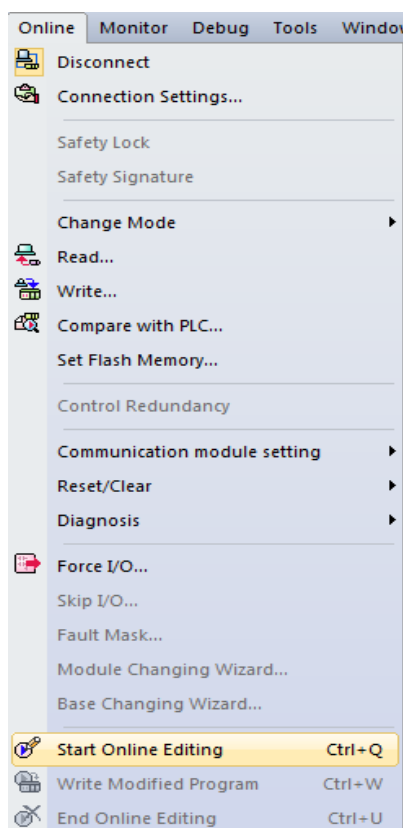 Online Monitor Debug Tools Window
Disconnect
Connection Settings...
Safety Lock
Safety Signature
Change Mode
Read...
Write...
Compare with PLC...
Set Flash Memory...
Control Redundancy
Communication module setting
Reset/Clear
Diagnosis
Force I/O...
Skip I/O...
Fault Mask...
Module Changing Wizard...
Base Changing Wizard...
Start Online Editing Ctrl+Q
Write Modified Program Ctrl+W
End Online Editing Ctrl+U